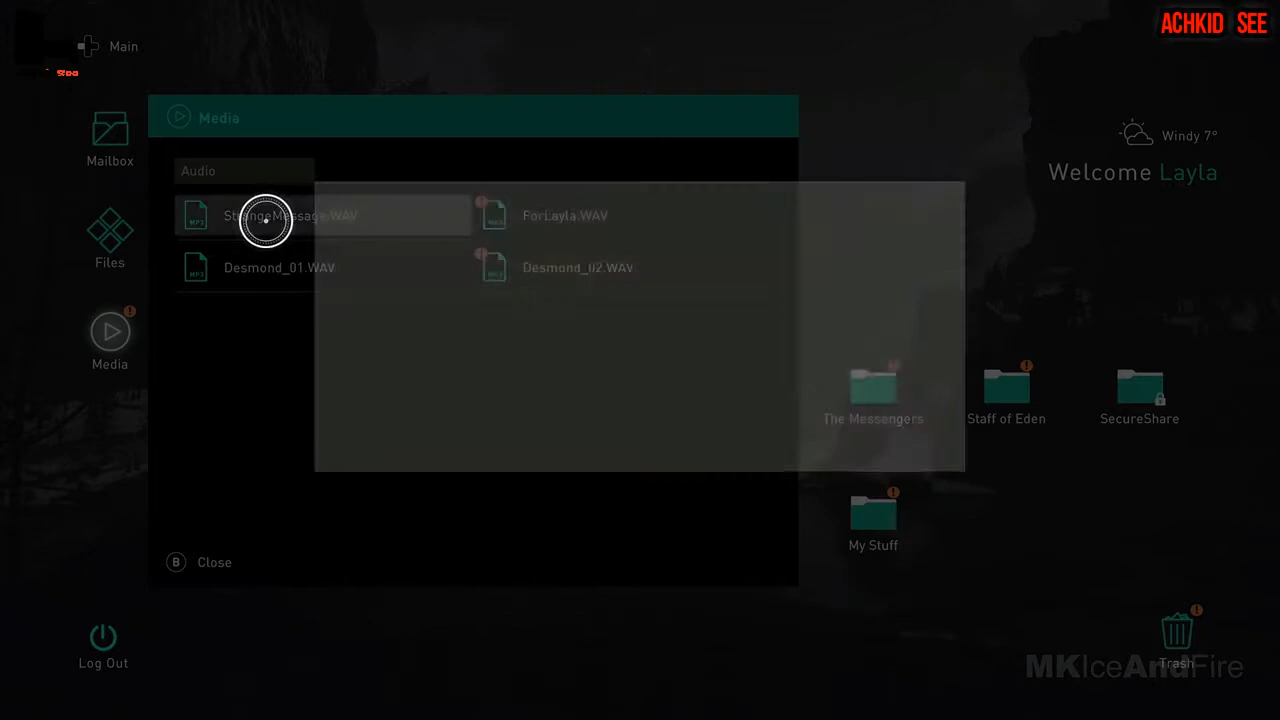 ACHKID SEE
Main
See
Media
Mailbox
Windy 7°
Audio
Welcome Layla
StrangeMessage.WAV
ForLayla.WAV
Files
Desmond_01.WAV
Desmond_02.WAV
Media
The Messengers
Staff of Eden
SecureShare
My Stuff
B Close
Log Out
Trash
MKIceAndFire